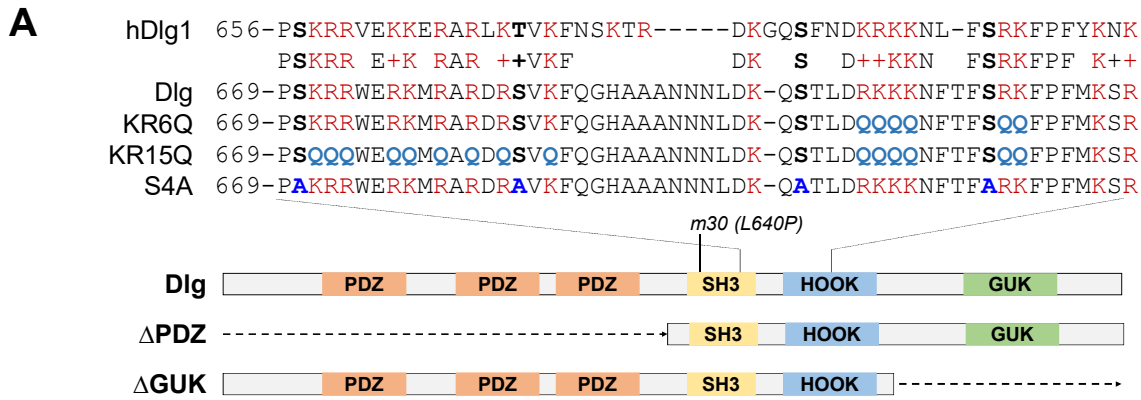 A
hDlg1 656-PSKRRVEKKERARLKTVKFNSKTR-----DKGQSFNDKRKKNL-FSRKFPFYKNK
PSKRR E+K RAR ++VKF DK S D++KKN FSRKFPF K++
Dlg 669-PSKRRWERKMRARDRSVKFQGHAAANNNLDK-QSTLDRKKKNFTFSRKFPFMKSR
KR6Q 669-PSKRRWERKMRARDRSVKFQGHAAANNNLDK-QSTLDQQQQNFTFSQQFPFMKSR
KR15Q 669-PSQQQWEQQMQAQDQSVQFQGHAAANNNLDK-QSTLDQQQQNFTFSQQFPFMKSR
S4A 669-PAKRRWERKMRARDRAVKFQGHAAANNNLDK-QATLDRKKKNFTFARKFPFMKSR
m30 (L640P)
Dlg PDZ PDZ PDZ SH3 HOOK GUK
ΔPDZ SH3 HOOK GUK
ΔGUK PDZ PDZ PDZ SH3 HOOK